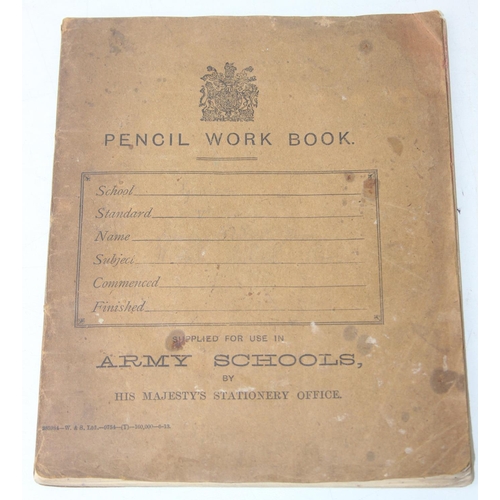 PENCIL WORK BOOK.
School
Standard
Name
Subject
Commenced
Finished
SUPPLIED FOR USE IN
ARMY SCHOOLS,
BY
HIS MAJESTY'S STATIONERY OFFICE.
W. & S. Ltd.